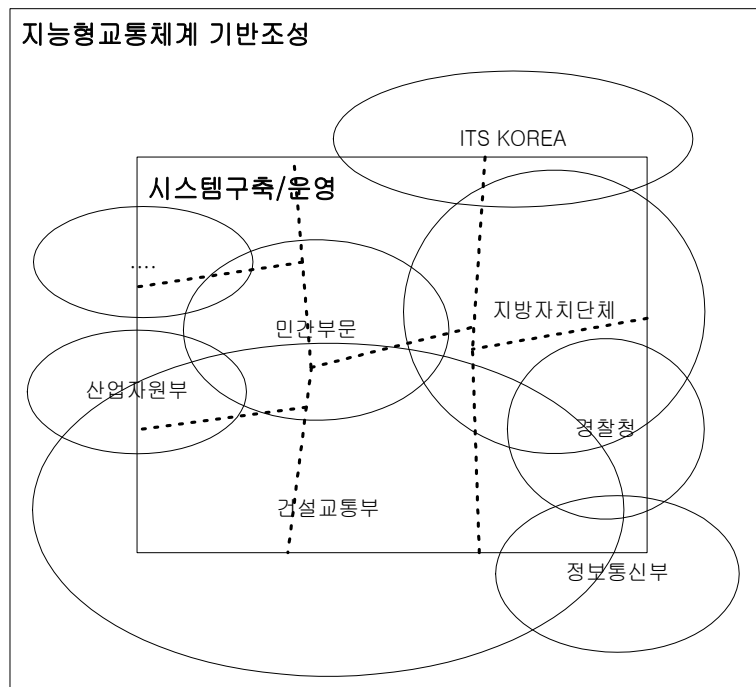 지능형교통체계 기반조성
ITS KOREA
시스템구축/운영
....
지방자치단체
민간부문
산업자원부
경찰청
건설교통부
정보통신부